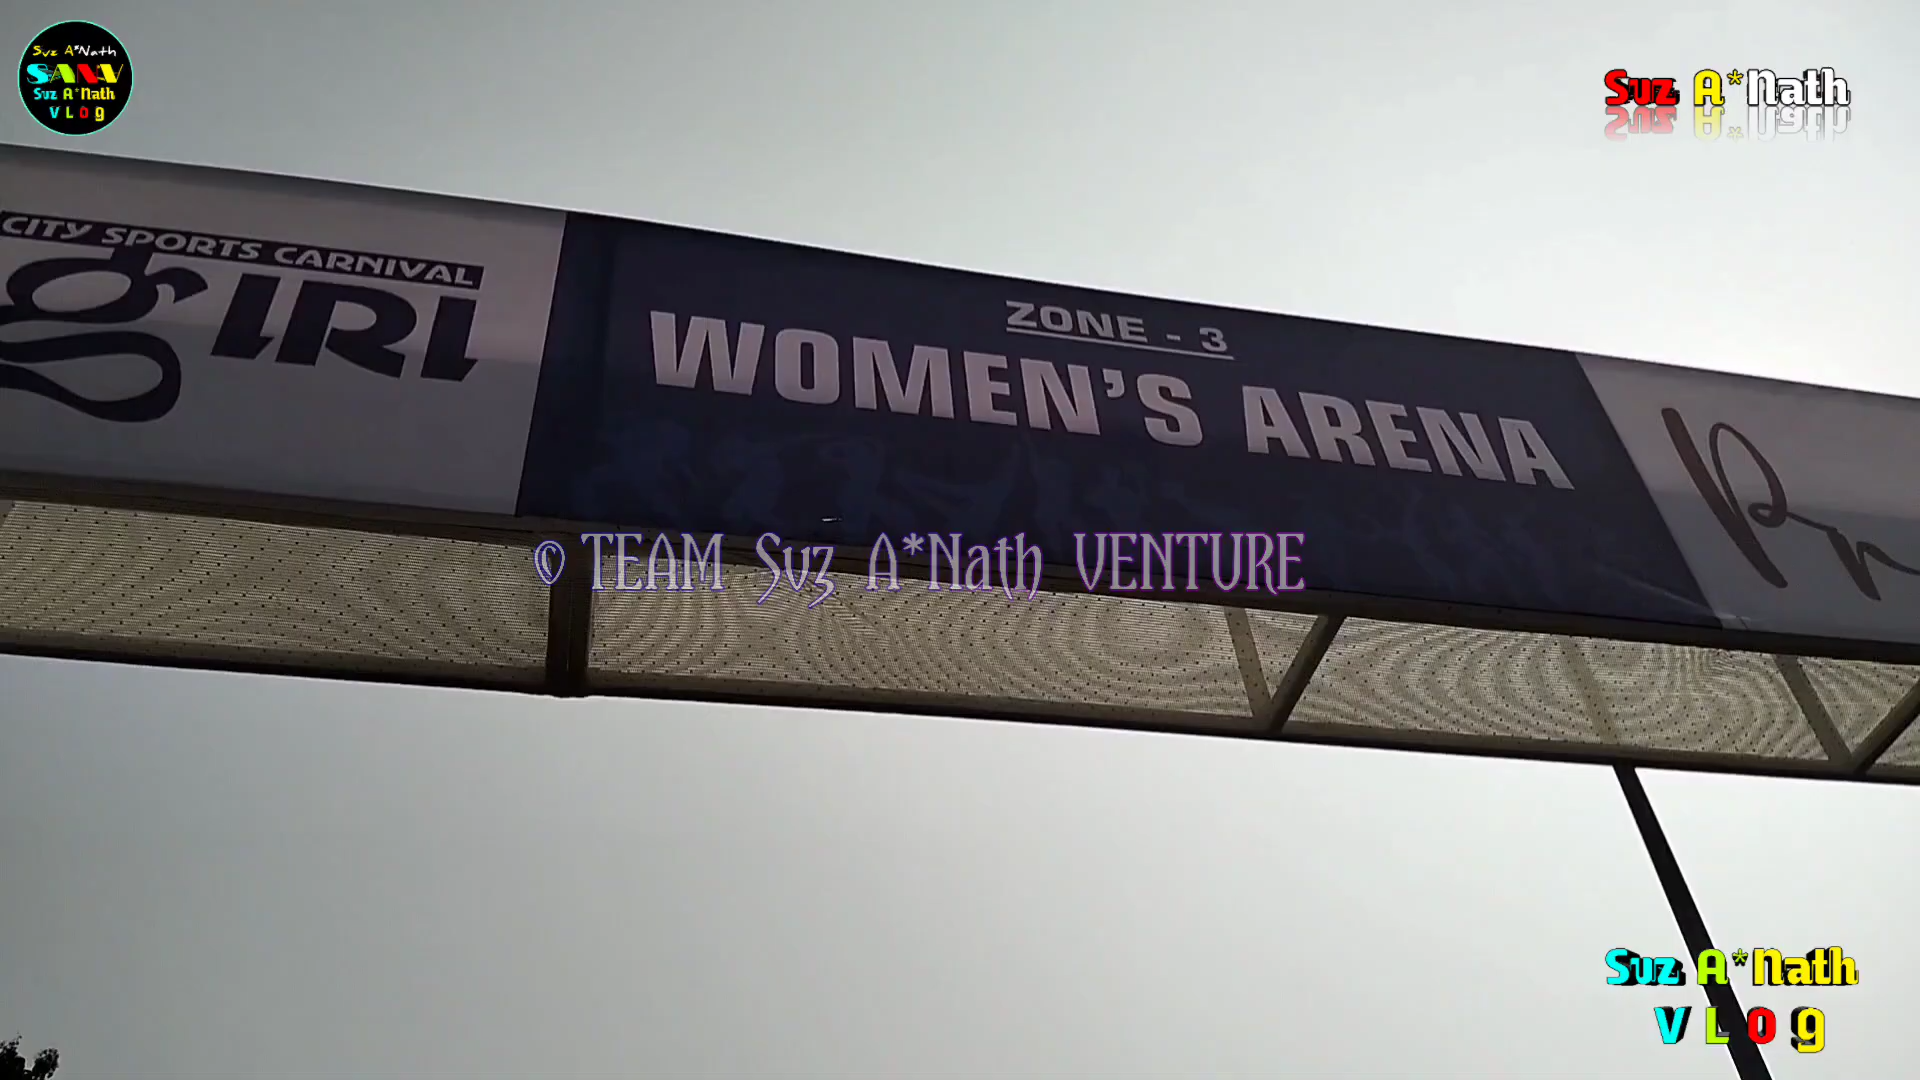 Suz A*Nath
SANV
Suz A*Nath
VLog
Suz A*Nath
CITY SPORTS CARNIVAL
giRi
ZONE - 3
WOMEN'S ARENA
© TEAM Suz A*Nath VENTURE
Suz A*Nath
VLog